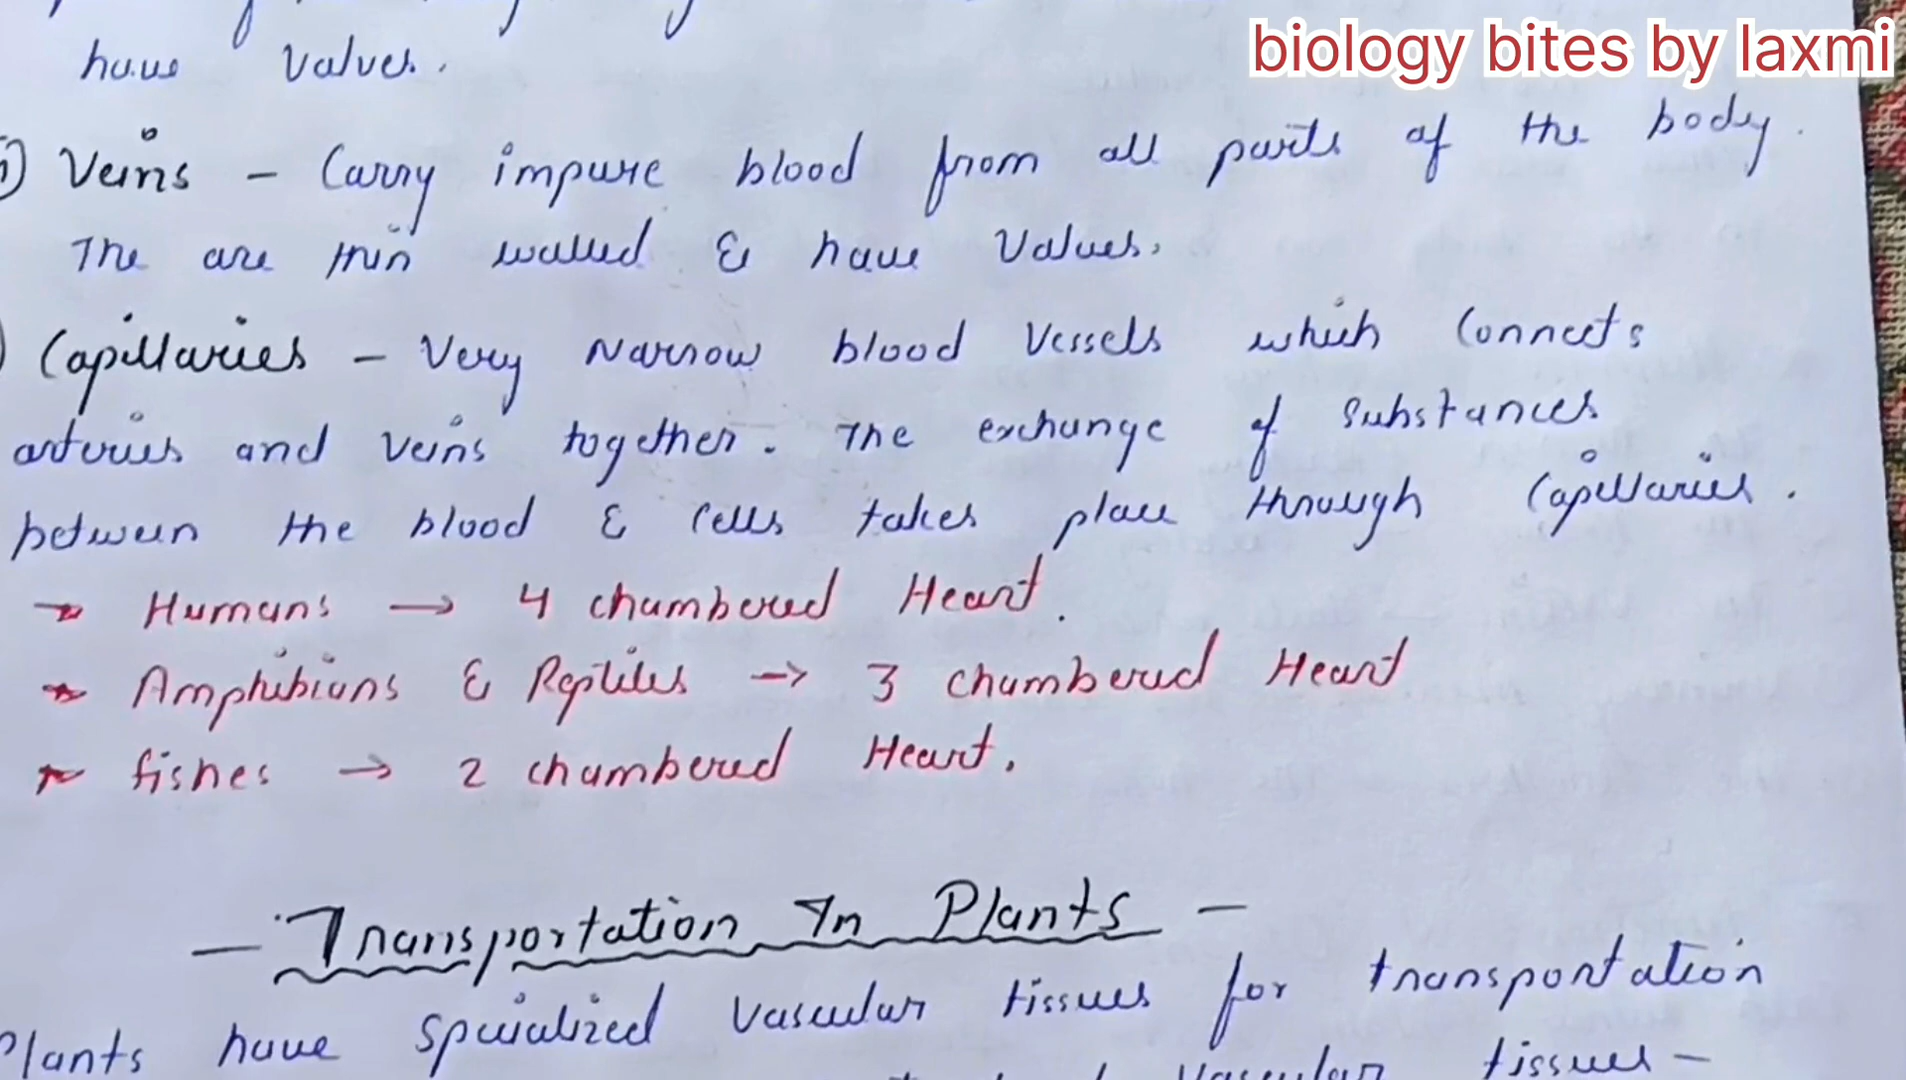 biology bites by laxmi
have valves.
Veins - Carry impure blood from all parts of the body.
The are thin walled & have valves.
Capillaries - Very Narrow blood vessels which connects
arteries and veins together. The exchange of substances
between the blood & cells takes place through capillaries.
→ Humans → 4 chambered Heart.
→ Amphibians & Reptiles → 3 chambered Heart
→ fishes → 2 chambered Heart.
- Transportation In Plants -
Plants have specialized vascular tissues for transportation
vascular tissues -